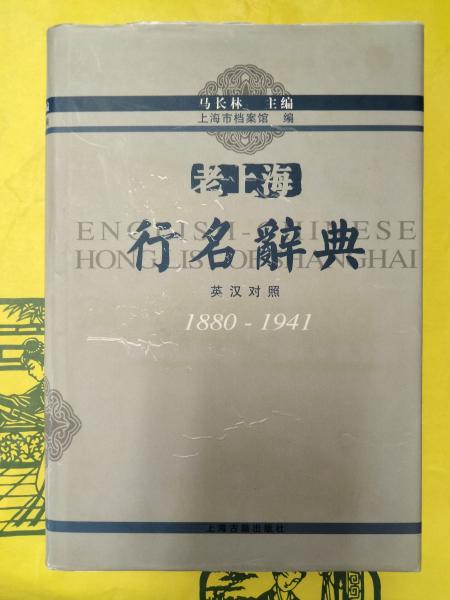 马长林 主编
上海市档案馆 编
老上海
ENGLISH-CHINESE
行名辭典
HONG LIST OF SHANGHAI
英汉对照
1880 - 1941
上海古籍出版社